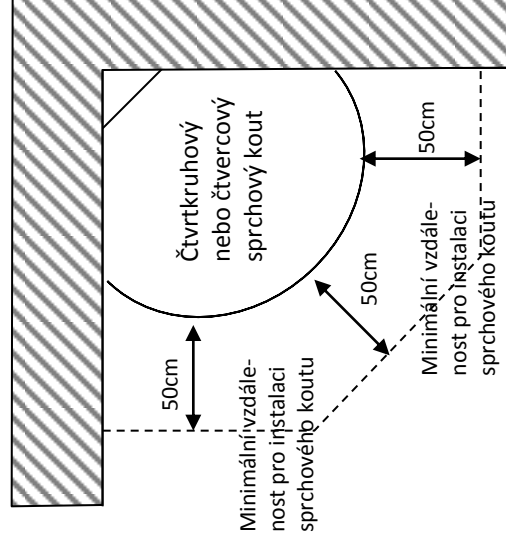 Čtvrtkruhový
nebo čtvercový
sprchový kout
50cm
50cm
50cm
Minimální vzdále-
nost pro instalaci
sprchového koutu
Minimální vzdále-
nost pro instalaci
sprchového koutu